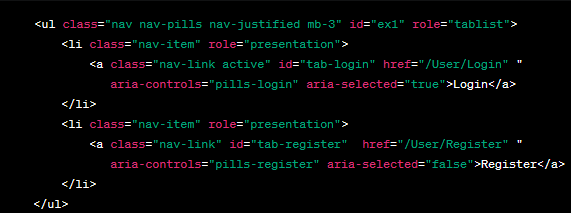 <ul class="nav nav-pills nav-justified mb-3" id="ex1" role="tablist">
<li class="nav-item" role="presentation">
<a class="nav-link active" id="tab-login" href="/User/Login" "
aria-controls="pills-login" aria-selected="true">Login</a>
</li>
<li class="nav-item" role="presentation">
<a class="nav-link" id="tab-register"  href="/User/Register" "
aria-controls="pills-register" aria-selected="false">Register</a>
</li>
</ul>